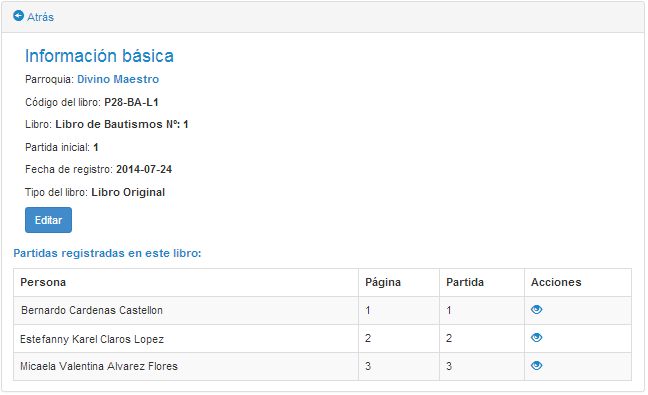 Atrás
Información básica
Parroquia: Divino Maestro
Código del libro: P28-BA-L1
Libro: Libro de Bautismos Nº: 1
Partida inicial: 1
Fecha de registro: 2014-07-24
Tipo del libro: Libro Original
Editar
Partidas registradas en este libro:
Persona Página Partida Acciones
Bernardo Cardenas Castellon 1 1
Estefanny Karel Claros Lopez 2 2
Micaela Valentina Alvarez Flores 3 3